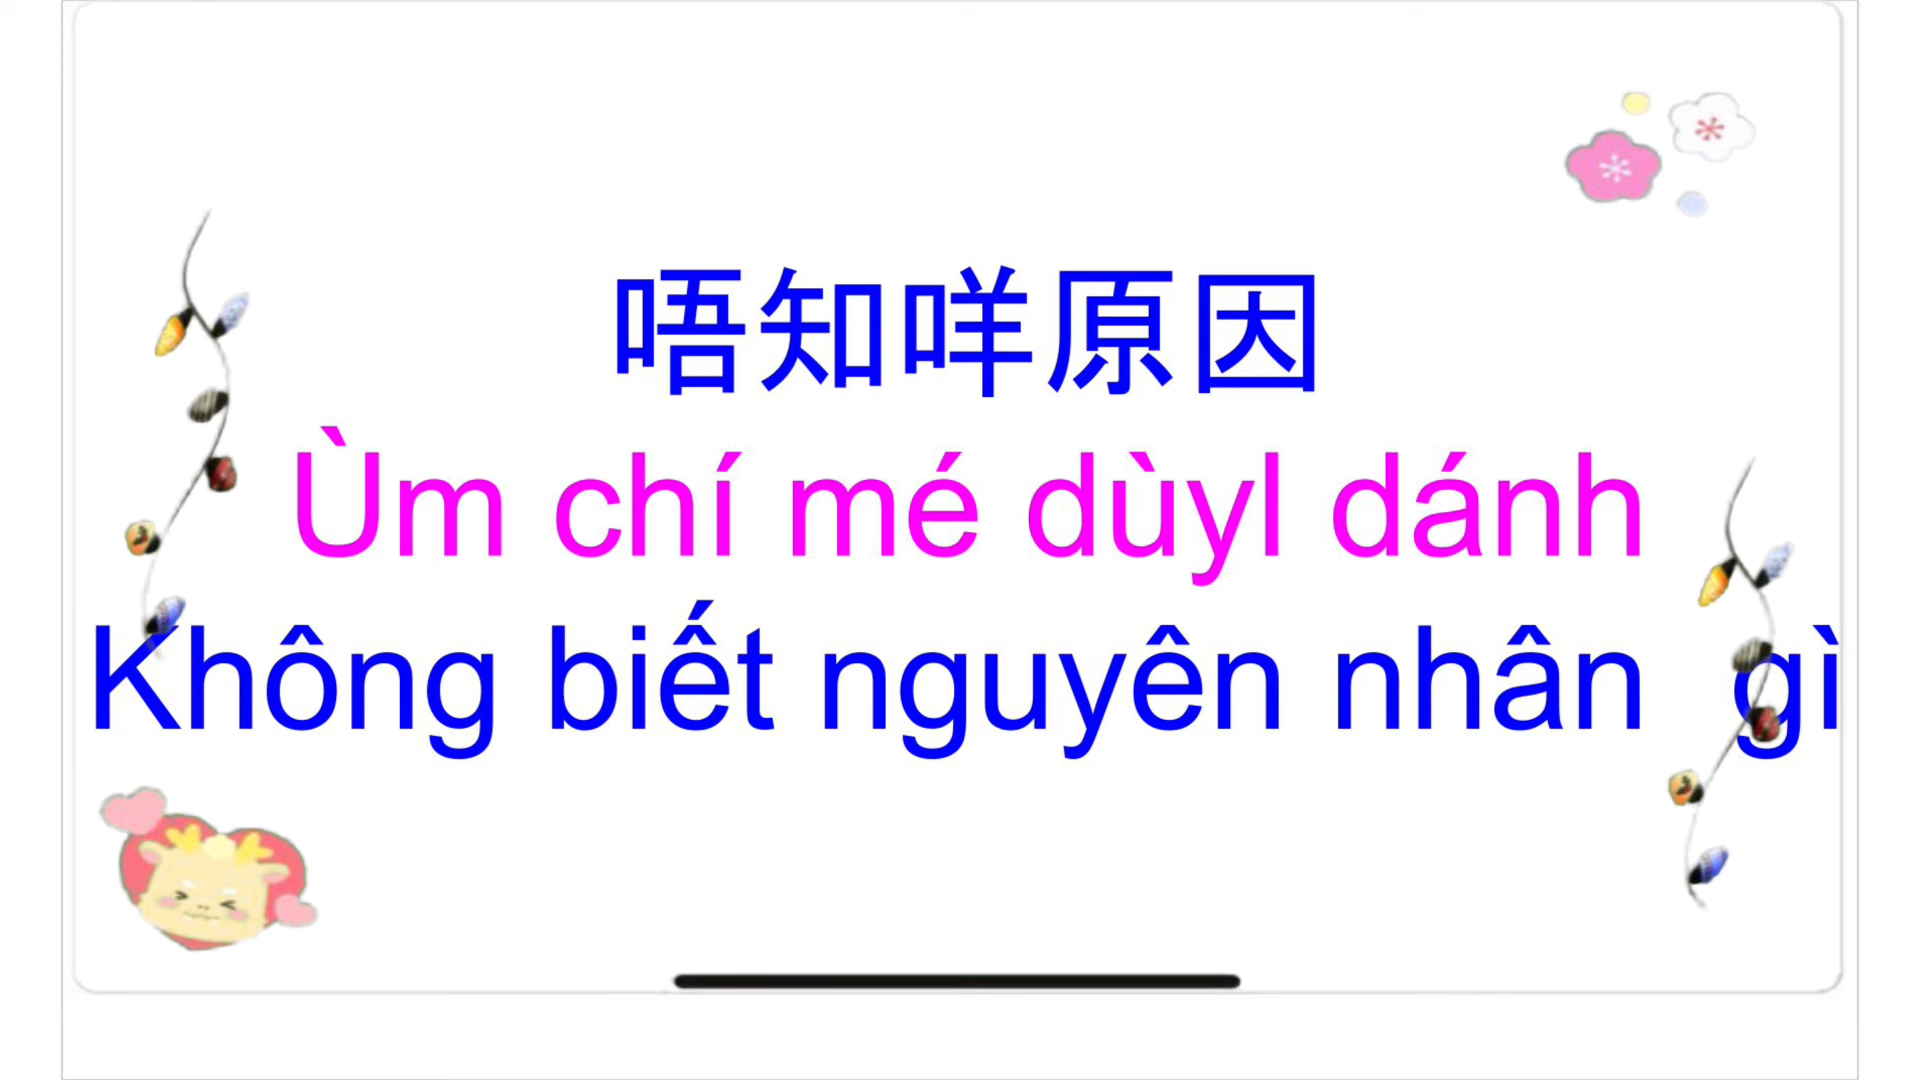 唔知咩原因
Ùm chí mé dùyl dánh
Không biết nguyên nhân gì